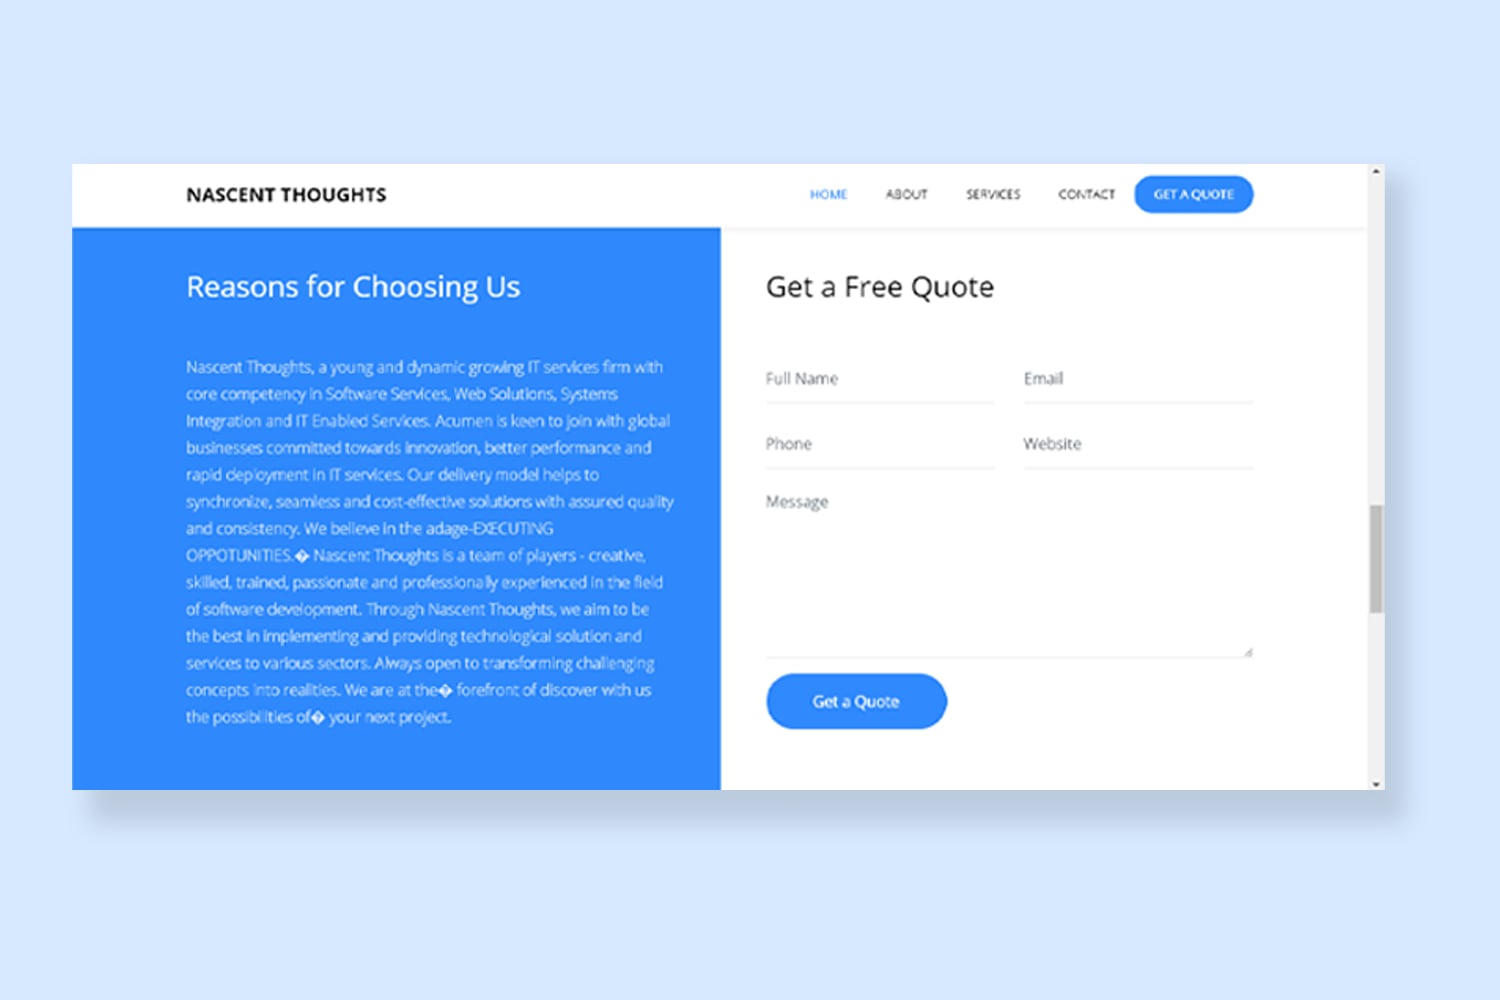 NASCENT THOUGHTS
HOME ABOUT SERVICES CONTACT GET A QUOTE
Reasons for Choosing Us
Nascent Thoughts, a young and dynamic growing IT services firm with
core competency in Software Services, Web Solutions, Systems
Integration and IT Enabled Services. Acumen is keen to join with global
businesses committed towards innovation, better performance and
rapid deployment in IT services. Our delivery model helps to
synchronize, seamless and cost-effective solutions with assured quality
and consistency. We believe in the adage-EXECUTING
OPPOTUNITIES.� Nascent Thoughts is a team of players - creative,
skilled, trained, passionate and professionally experienced in the field
of software development. Through Nascent Thoughts, we aim to be
the best in implementing and providing technological solution and
services to various sectors. Always open to transforming challenging
concepts into realities. We are at the� forefront of discover with us
the possibilities of� your next project.
Get a Free Quote
Full Name Email
Phone Website
Message
Get a Quote